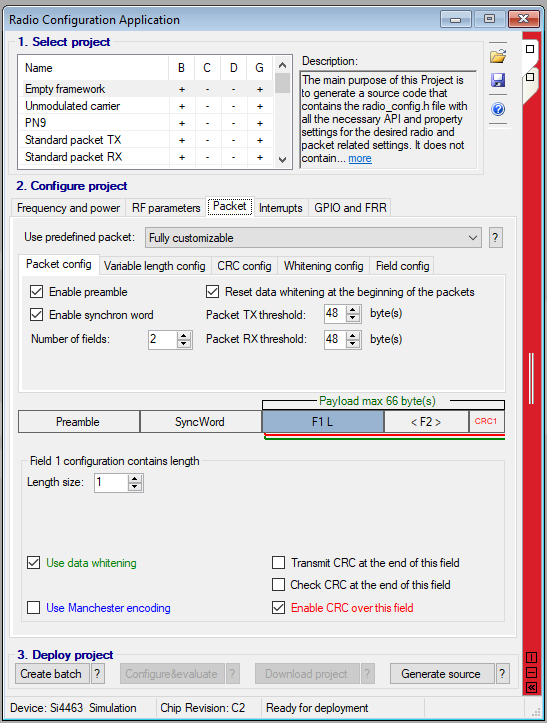 Radio Configuration Application
1. Select project
Name B C D G
Empty framework + - - +
Unmodulated carrier + - - +
PN9 + - - +
Standard packet TX + - - +
Standard packet RX + - - +
Description:
The main purpose of this Project is
to generate a source code that
contains the radio_config.h file with
all the necessary API and property
settings for the desired radio and
packet related settings. It does not
contain... more
2. Configure project
Frequency and power RF parameters Packet Interrupts GPIO and FRR
Use predefined packet: Fully customizable ?
Packet config Variable length config CRC config Whitening config Field config
Enable preamble Reset data whitening at the beginning of the packets
Enable synchron word Packet TX threshold: 48 byte(s)
Number of fields: 2 Packet RX threshold: 48 byte(s)
Payload max 66 byte(s)
Preamble SyncWord F1 L < F2 > CRC1
Field 1 configuration contains length
Length size: 1
Use data whitening Transmit CRC at the end of this field
Check CRC at the end of this field
Use Manchester encoding Enable CRC over this field
3. Deploy project
Create batch ? Configure&evaluate ? Download project ? Generate source ?
Device: Si4463 Simulation Chip Revision: C2 Ready for deployment